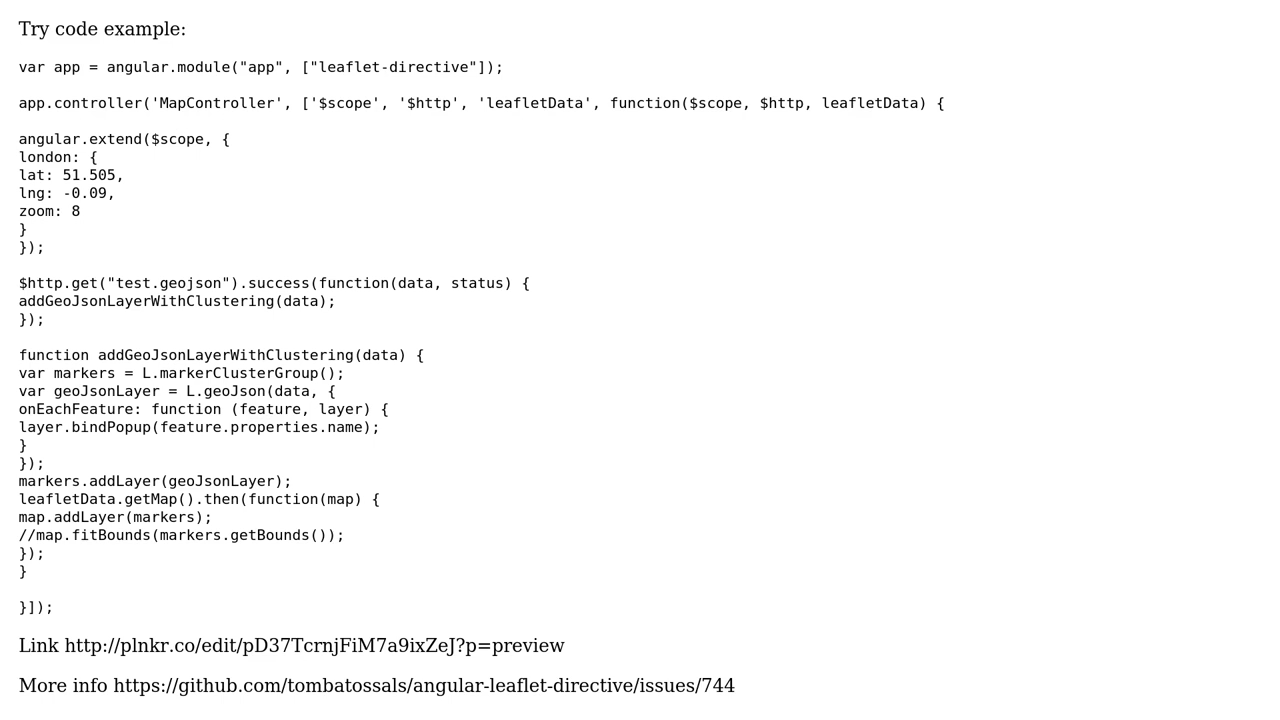 Try code example:
var app = angular.module("app", ["leaflet-directive"]);
app.controller('MapController', ['$scope', '$http', 'leafletData', function($scope, $http, leafletData) {
angular.extend($scope, {
london: {
lat: 51.505,
lng: -0.09,
zoom: 8
}
});
$http.get("test.geojson").success(function(data, status) {
addGeoJsonLayerWithClustering(data);
});
function addGeoJsonLayerWithClustering(data) {
var markers = L.markerClusterGroup();
var geoJsonLayer = L.geoJson(data, {
onEachFeature: function (feature, layer) {
layer.bindPopup(feature.properties.name);
}
});
markers.addLayer(geoJsonLayer);
leafletData.getMap().then(function(map) {
map.addLayer(markers);
//map.fitBounds(markers.getBounds());
});
}
}]);
Link http://plnkr.co/edit/pD37TcrnjFiM7a9ixZeJ?p=preview
More info https://github.com/tombatossals/angular-leaflet-directive/issues/744